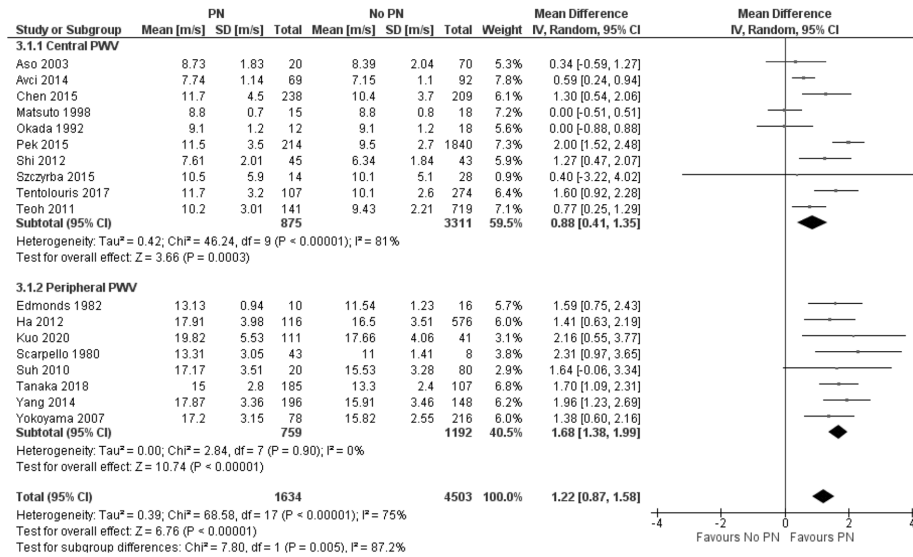 PN No PN Mean Difference Mean Difference
Study or Subgroup Mean [m/s] SD [m/s] Total Mean [m/s] SD [m/s] Total Weight IV, Random, 95% CI IV, Random, 95% CI
3.1.1 Central PWV
Aso 2003 8.73 1.83 20 8.39 2.04 70 5.3% 0.34 [-0.59, 1.27]
Avci 2014 7.74 1.14 69 7.15 1.1 92 7.7% 0.59 [0.24, 0.94]
Chen 2015 11.7 4.5 238 10.4 3.7 209 6.1% 1.30 [0.54, 2.06]
Matsuto 1998 8.8 0.7 15 8.8 0.8 18 7.1% 0.00 [-0.51, 0.51]
Okada 1992 9.1 1.2 12 9.1 1.2 18 5.5% 0.00 [-0.88, 0.88]
Pek 2015 11.5 3.5 214 9.5 2.7 1840 7.2% 2.00 [1.52, 2.48]
Shi 2012 7.61 2.01 45 6.34 1.84 43 5.9% 1.27 [0.47, 2.07]
Szczyrba 2015 10.5 5.9 14 10.1 5.1 28 0.8% 0.40 [-3.22, 4.02]
Tentolouris 2017 11.7 3.2 107 10.1 2.6 274 6.4% 1.60 [0.92, 2.28]
Teoh 2011 10.2 3.01 141 9.43 2.21 719 7.1% 0.77 [0.25, 1.29]
Subtotal (95% CI) 875 3311 59.5% 0.88 [0.41, 1.35]
Heterogeneity: Tau² = 0.42; Chi² = 46.24, df = 9 (P < 0.00001); I² = 81%
Test for overall effect: Z = 3.66 (P = 0.0003)
3.1.2 Peripheral PWV
Edmonds 1982 13.13 0.94 10 11.54 1.23 16 5.7% 1.59 [0.75, 2.43]
Ha 2012 17.91 3.98 116 16.5 3.51 576 6.0% 1.41 [0.63, 2.19]
Kuo 2020 19.82 5.53 111 17.66 4.06 41 3.1% 2.16 [0.55, 3.77]
Scarpello 1980 13.31 3.05 43 11 1.41 8 3.8% 2.31 [0.97, 3.65]
Suh 2010 17.17 3.51 20 15.53 3.28 80 2.9% 1.64 [-0.06, 3.34]
Tanaka 2018 15 2.8 185 13.3 2.4 107 6.7% 1.70 [1.09, 2.31]
Yang 2014 17.87 3.36 196 15.91 3.46 148 6.2% 1.96 [1.23, 2.69]
Yokoyama 2007 17.2 3.15 78 15.82 2.55 216 6.0% 1.38 [0.60, 2.16]
Subtotal (95% CI) 759 1192 40.5% 1.68 [1.38, 1.99]
Heterogeneity: Tau² = 0.00; Chi² = 2.84, df = 7 (P = 0.90); I² = 0%
Test for overall effect: Z = 10.74 (P < 0.00001)
Total (95% CI) 1634 4503 100.0% 1.22 [0.87, 1.58]
Heterogeneity: Tau² = 0.39; Chi² = 68.58, df = 17 (P < 0.00001); I² = 75%
Test for overall effect: Z = 6.76 (P < 0.00001)
Test for subgroup differences: Chi² = 7.80, df = 1 (P = 0.005), I² = 87.2%
-4 -2 0 2 4
Favours No PN Favours PN